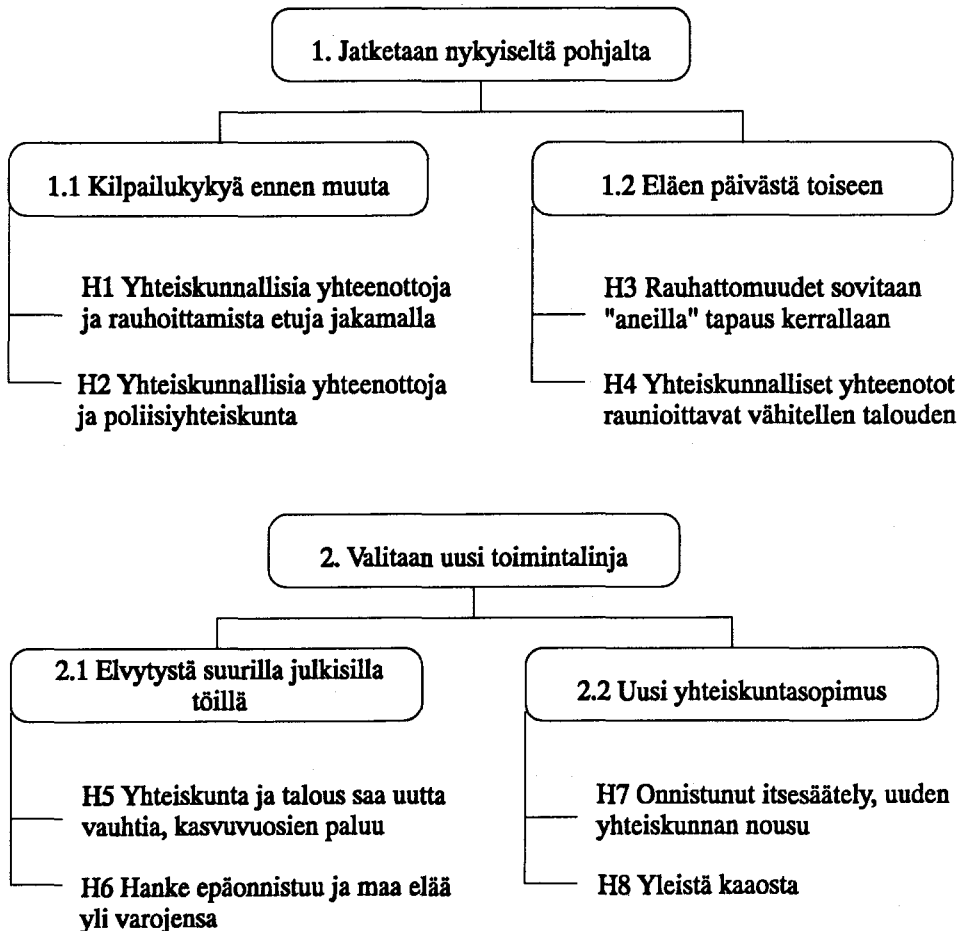 1. Jatketaan nykyiseltä pohjalta
1.1 Kilpailukykyä ennen muuta
H1 Yhteiskunnallisia yhteenottoja
ja rauhoittamista etuja jakamalla
H2 Yhteiskunnallisia yhteenottoja
ja poliisiyhteiskunta
1.2 Eläen päivästä toiseen
H3 Rauhattomuudet sovitaan
"aneilla" tapaus kerrallaan
H4 Yhteiskunnalliset yhteenotot
raunioittavat vähitellen talouden
2. Valitaan uusi toimintalinja
2.1 Elvytystä suurilla julkisilla
töillä
H5 Yhteiskunta ja talous saa uutta
vauhtia, kasvuvuosien paluu
H6 Hanke epäonnistuu ja maa elää
yli varojensa
2.2 Uusi yhteiskuntasopimus
H7 Onnistunut itsesäätely, uuden
yhteiskunnan nousu
H8 Yleistä kaaosta